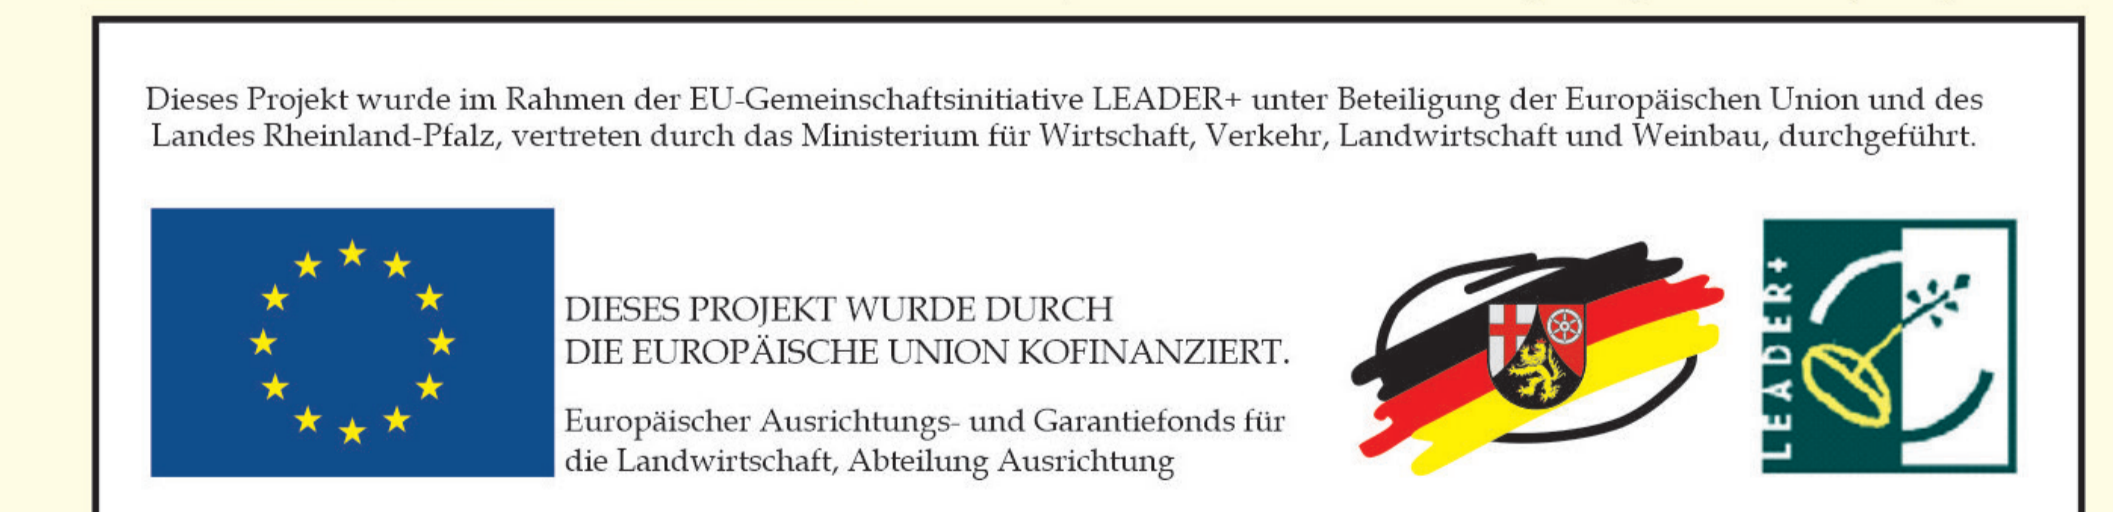 Dieses Projekt wurde im Rahmen der EU-Gemeinschaftsinitiative LEADER+ unter Beteiligung der Europäischen Union und des
Landes Rheinland-Pfalz, vertreten durch das Ministerium für Wirtschaft, Verkehr, Landwirtschaft und Weinbau, durchgeführt.
DIESES PROJEKT WURDE DURCH
DIE EUROPÄISCHE UNION KOFINANZIERT.
Europäischer Ausrichtungs- und Garantiefonds für
die Landwirtschaft, Abteilung Ausrichtung
LEADER+